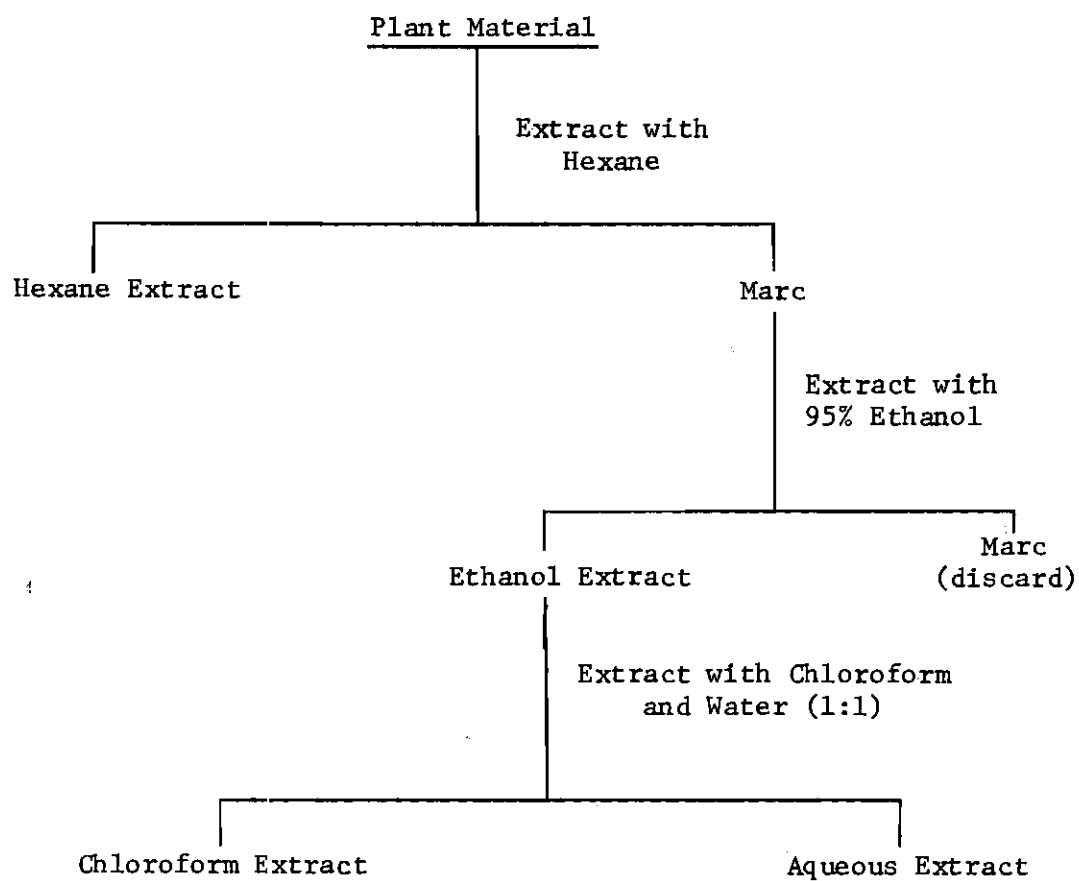 Plant Material
Extract with
Hexane
Hexane Extract
Marc
Extract with
95% Ethanol
Ethanol Extract
Marc
(discard)
Extract with Chloroform
and Water (1:1)
Chloroform Extract
Aqueous Extract